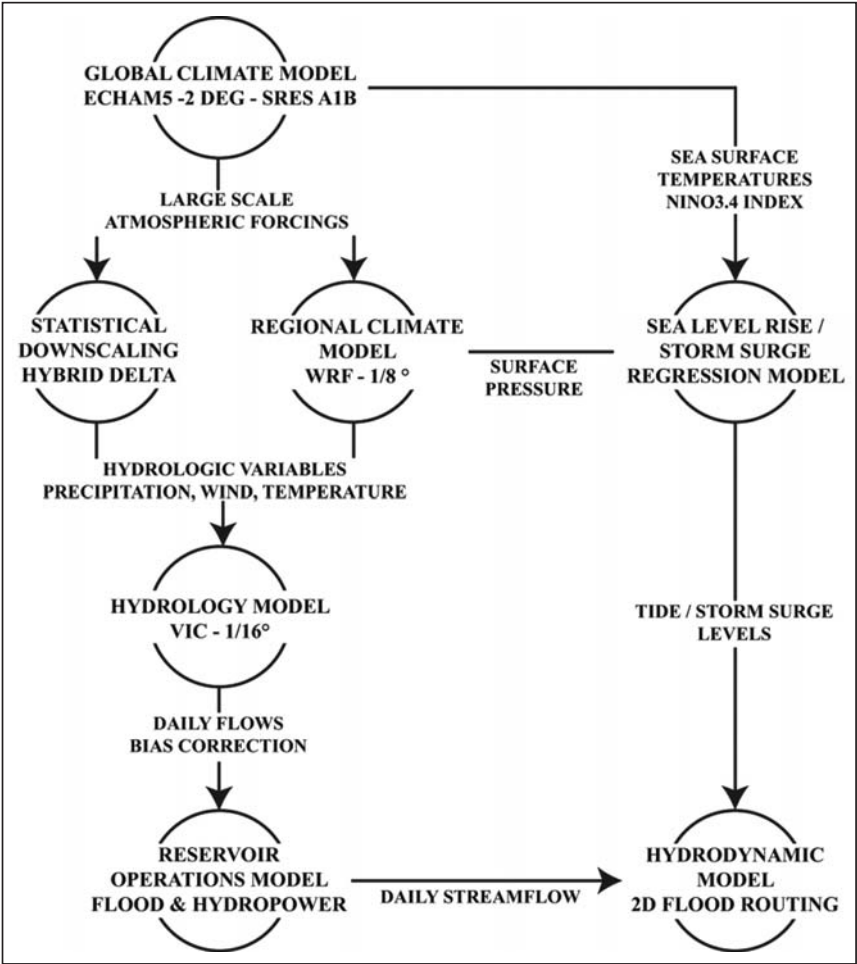 GLOBAL CLIMATE MODEL
ECHAM5 -2 DEG - SRES A1B
SEA SURFACE
TEMPERATURES
NINO3.4 INDEX
LARGE SCALE
ATMOSPHERIC FORCINGS
STATISTICAL
DOWNSCALING
HYBRID DELTA
REGIONAL CLIMATE
MODEL
WRF - 1/8 °
SURFACE
PRESSURE
SEA LEVEL RISE /
STORM SURGE
REGRESSION MODEL
HYDROLOGIC VARIABLES
PRECIPITATION, WIND, TEMPERATURE
HYDROLOGY MODEL
VIC - 1/16°
TIDE / STORM SURGE
LEVELS
DAILY FLOWS
BIAS CORRECTION
RESERVOIR
OPERATIONS MODEL
FLOOD & HYDROPOWER
DAILY STREAMFLOW
HYDRODYNAMIC
MODEL
2D FLOOD ROUTING